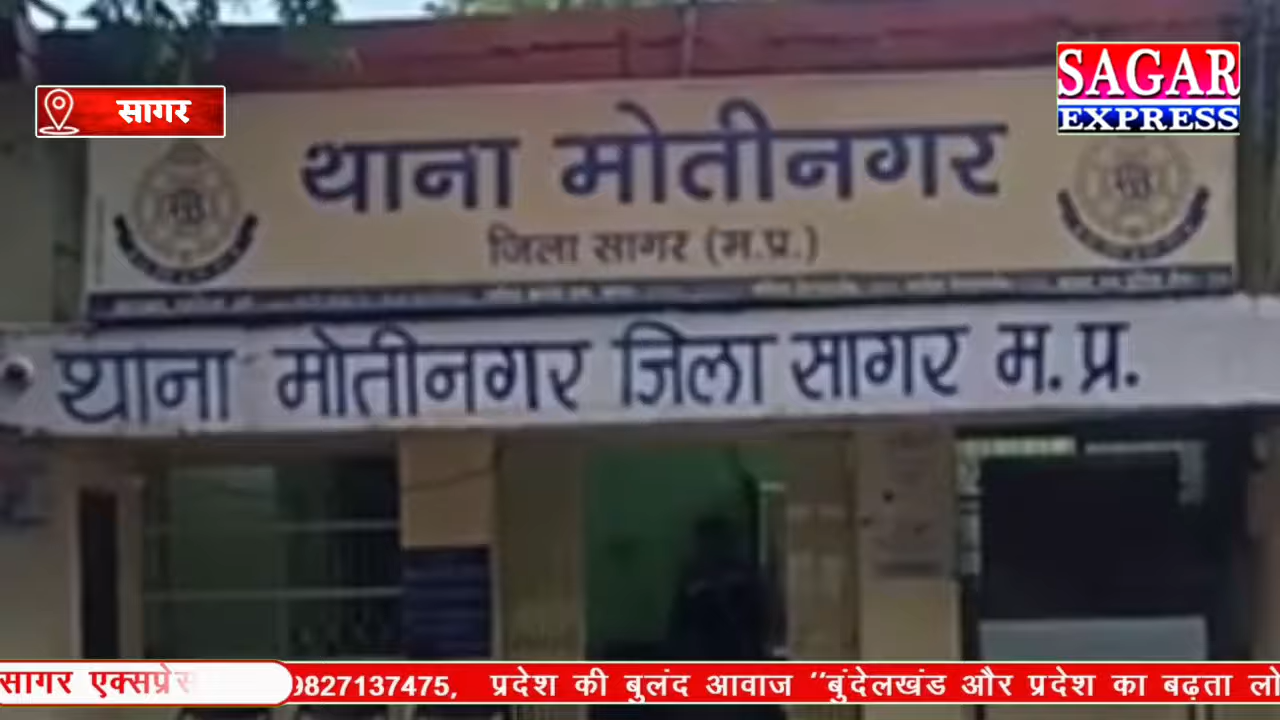 SAGAR
EXPRESS
सागर
थाना मोतीनगर
जिला सागर (म.प्र.)
थाना मोतीनगर जिला सागर म. प्र.
सागर एक्सप्रेस 9827137475, प्रदेश की बुलंद आवाज "बुंदेलखंड और प्रदेश का बढ़ता लो